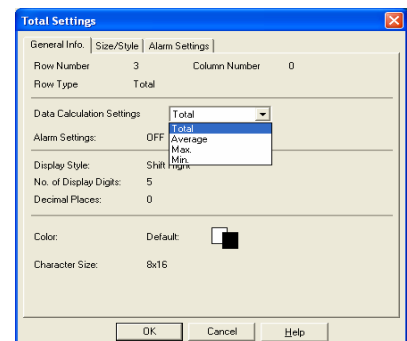 Total Settings
General Info. Size/Style Alarm Settings
Row Number 3 Column Number 0
Row Type Total
Data Calculation Settings Total
Total
Alarm Settings: OFF Average
Max.
Min.
Display Style: Shift Right
No. of Display Digits: 5
Decimal Places: 0
Color: Default:
Character Size: 8x16
OK Cancel Help